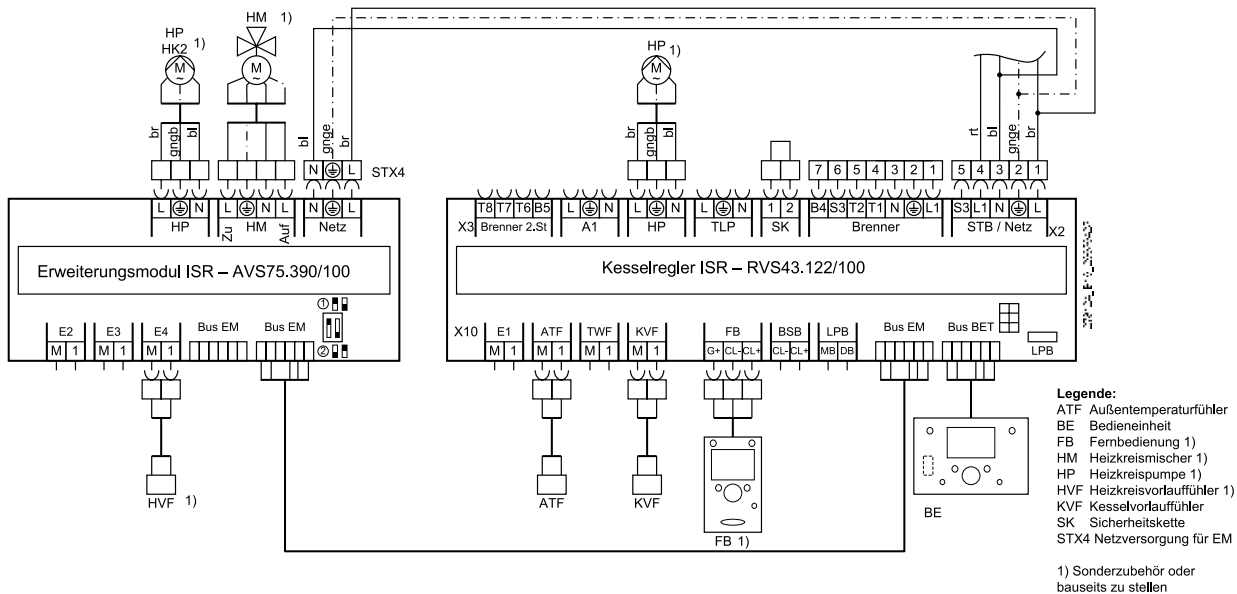 HM 1)
HP
HK2 1)
M
~
M
~
HP 1)
M
~
br
gngb
bl
bl
gnge
br
br
gngb
bl
rt
bl
gnge
br
N L STX4
7 6 5 4 3 2 1
5 4 3 2 1
L N
HP
L N L
Zu HM Auf
N L
Netz
X3
T8 T7 T6 B5
Brenner 2.St
L N
A1
L N
HP
L N
TLP
1 2
SK
B4 S3 T2 T1 N L1
Brenner
S3 L1 N L
STB / Netz
X2
Erweiterungsmodul ISR – AVS75.390/100
Kesselregler ISR – RVS43.122/100
① 
②
E2
M 1
E3
M 1
E4
M 1
Bus EM
Bus EM
X10
E1
M 1
ATF
M 1
TWF
M 1
KVF
M 1
FB
G+ CL- CL+
BSB
CL- CL+
LPB
MB DB
Bus EM
Bus BET
LPB
HVF 1)
ATF
KVF
FB 1)
BE
Legende:
ATF Außentemperaturfühler
BE Bedieneinheit
FB Fernbedienung 1)
HM Heizkreismischer 1)
HP Heizkreispumpe 1)
HVF Heizkreisvorlauffühler 1)
KVF Kesselvorlauffühler
SK Sicherheitskette
STX4 Netzversorgung für EM
1) Sonderzubehör oder
bauseits zu stellen